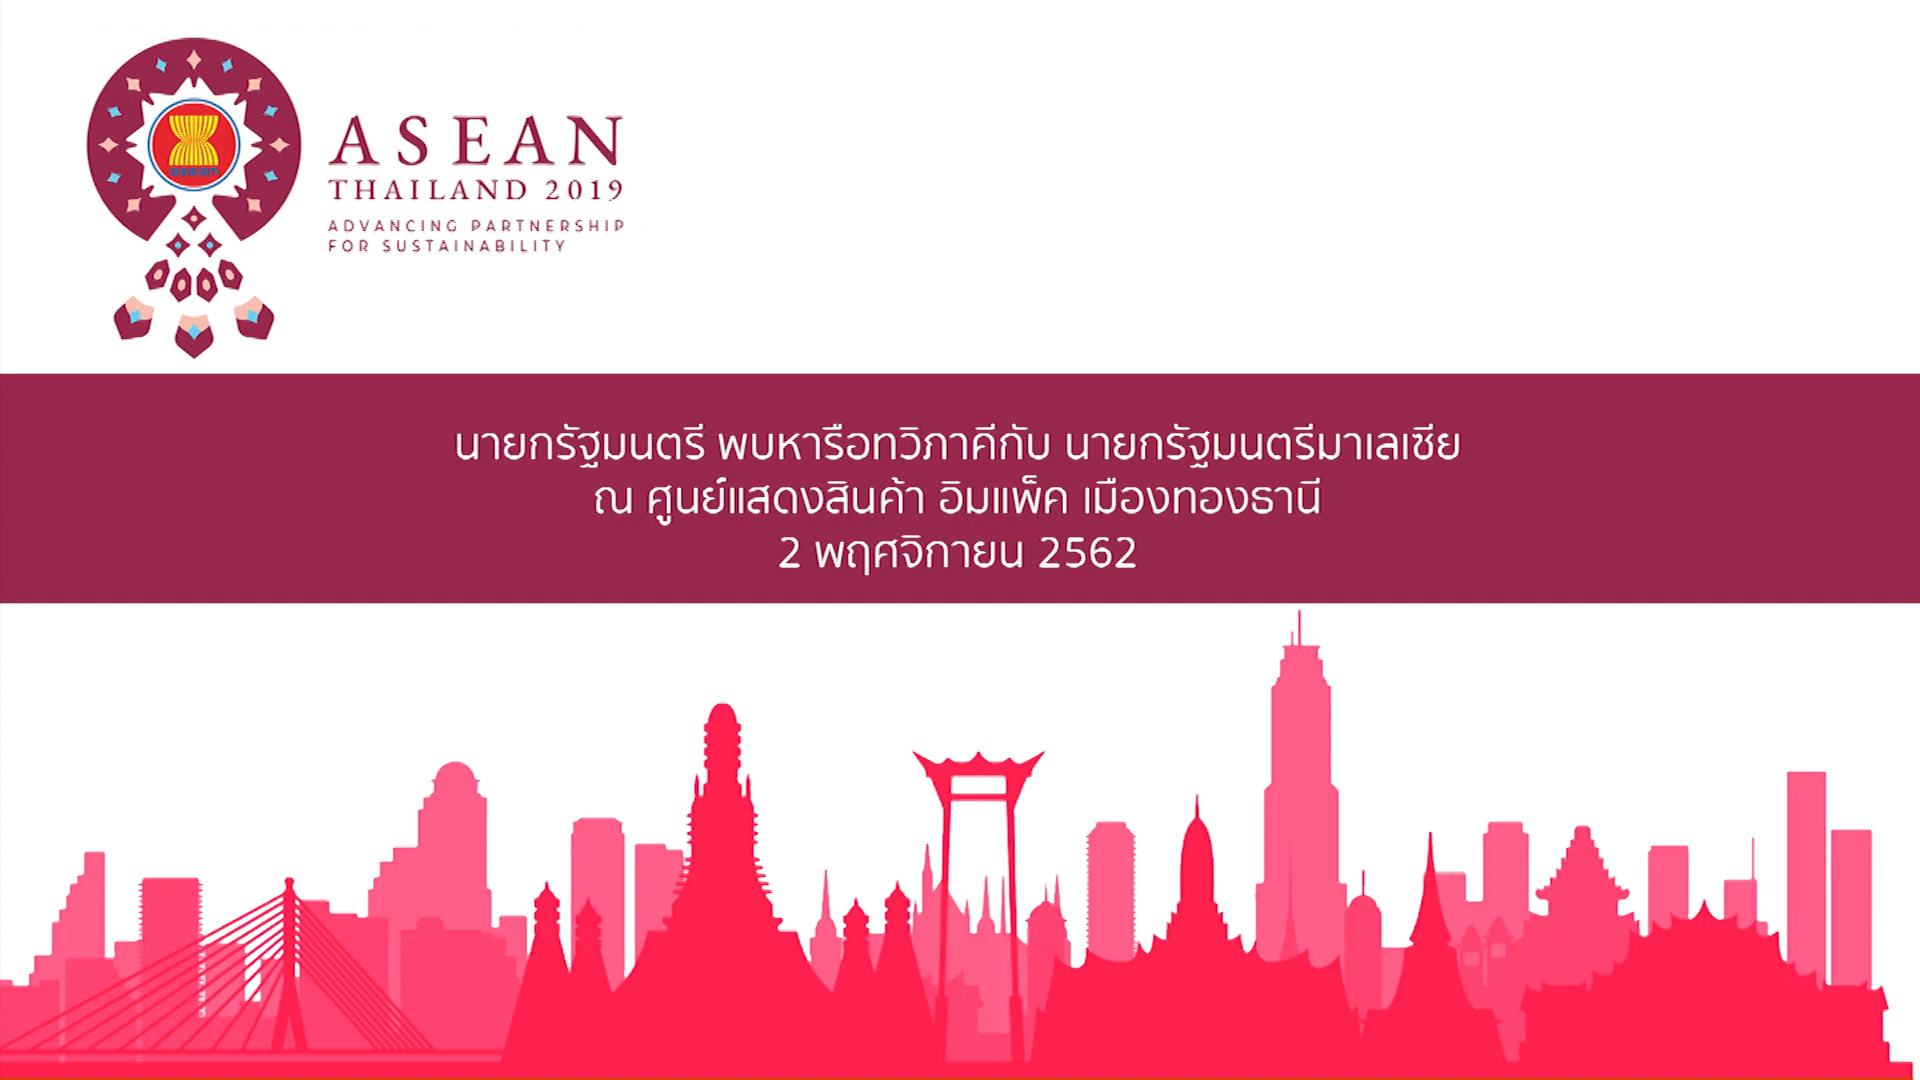 asean
ASEAN
THAILAND 2019
ADVANCING PARTNERSHIP
FOR SUSTAINABILITY
นายกรัฐมนตรี พบหารือทวิภาคีกับ นายกรัฐมนตรีมาเลเซีย
ณ ศูนย์แสดงสินค้า อิมแพ็ค เมืองทองธานี
2 พฤศจิกายน 2562